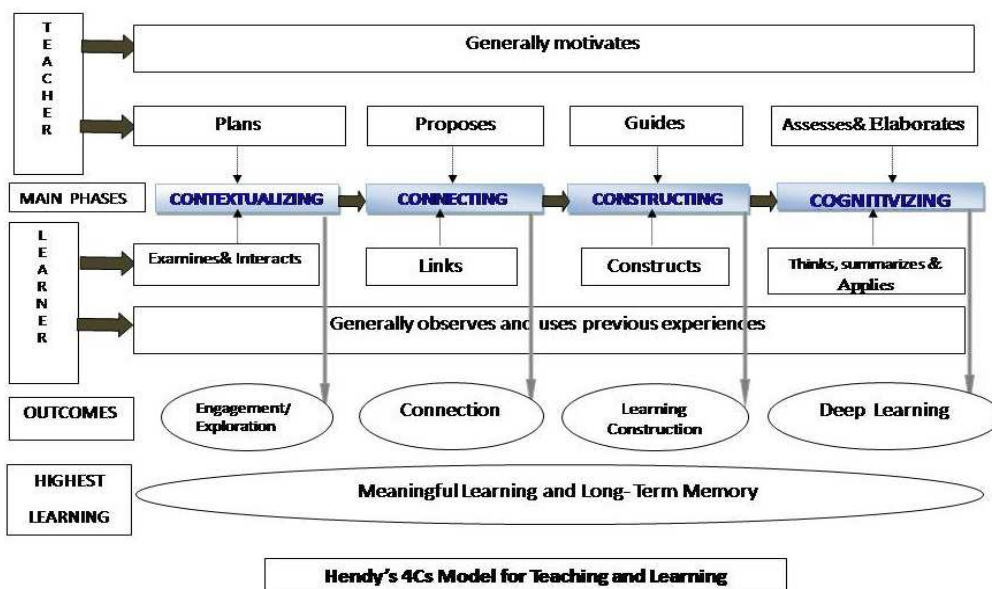 TEACHER
Generally motivates
Plans
Proposes
Guides
Assesses& Elaborates
MAIN PHASES
CONTEXTUALIZING
CONNECTING
CONSTRUCTING
COGNITIVIZING
LEARNER
Examines& Interacts
Links
Constructs
Thinks, summarizes &
Applies
Generally observes and uses previous experiences
OUTCOMES
Engagement/
Exploration
Connection
Learning
Construction
Deep Learning
HIGHEST
LEARNING
Meaningful Learning and Long- Term Memory
Hendy's 4Cs Model for Teaching and Learning